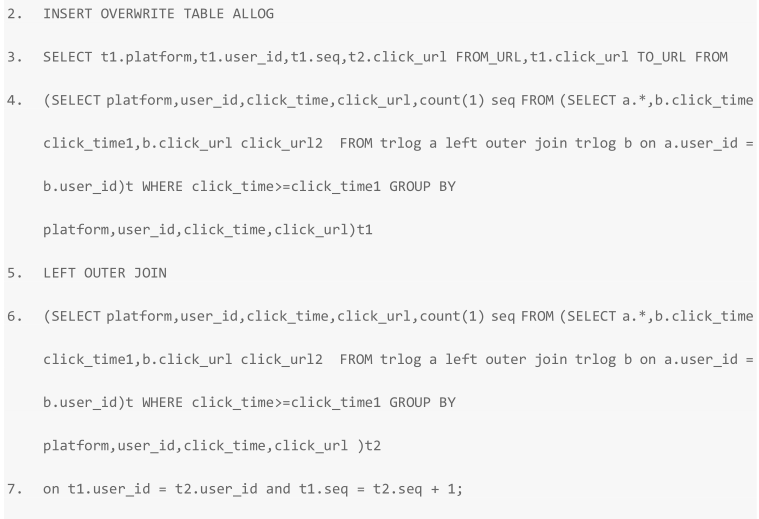 2. INSERT OVERWRITE TABLE ALLOG
3. SELECT t1.platform,t1.user_id,t1.seq,t2.click_url FROM_URL,t1.click_url TO_URL FROM
4. (SELECT platform,user_id,click_time,click_url,count(1) seq FROM (SELECT a.*,b.click_time
click_time1,b.click_url click_url2  FROM trlog a left outer join trlog b on a.user_id =
b.user_id)t WHERE click_time>=click_time1 GROUP BY
platform,user_id,click_time,click_url)t1
5. LEFT OUTER JOIN
6. (SELECT platform,user_id,click_time,click_url,count(1) seq FROM (SELECT a.*,b.click_time
click_time1,b.click_url click_url2  FROM trlog a left outer join trlog b on a.user_id =
b.user_id)t WHERE click_time>=click_time1 GROUP BY
platform,user_id,click_time,click_url )t2
7. on t1.user_id = t2.user_id and t1.seq = t2.seq + 1;